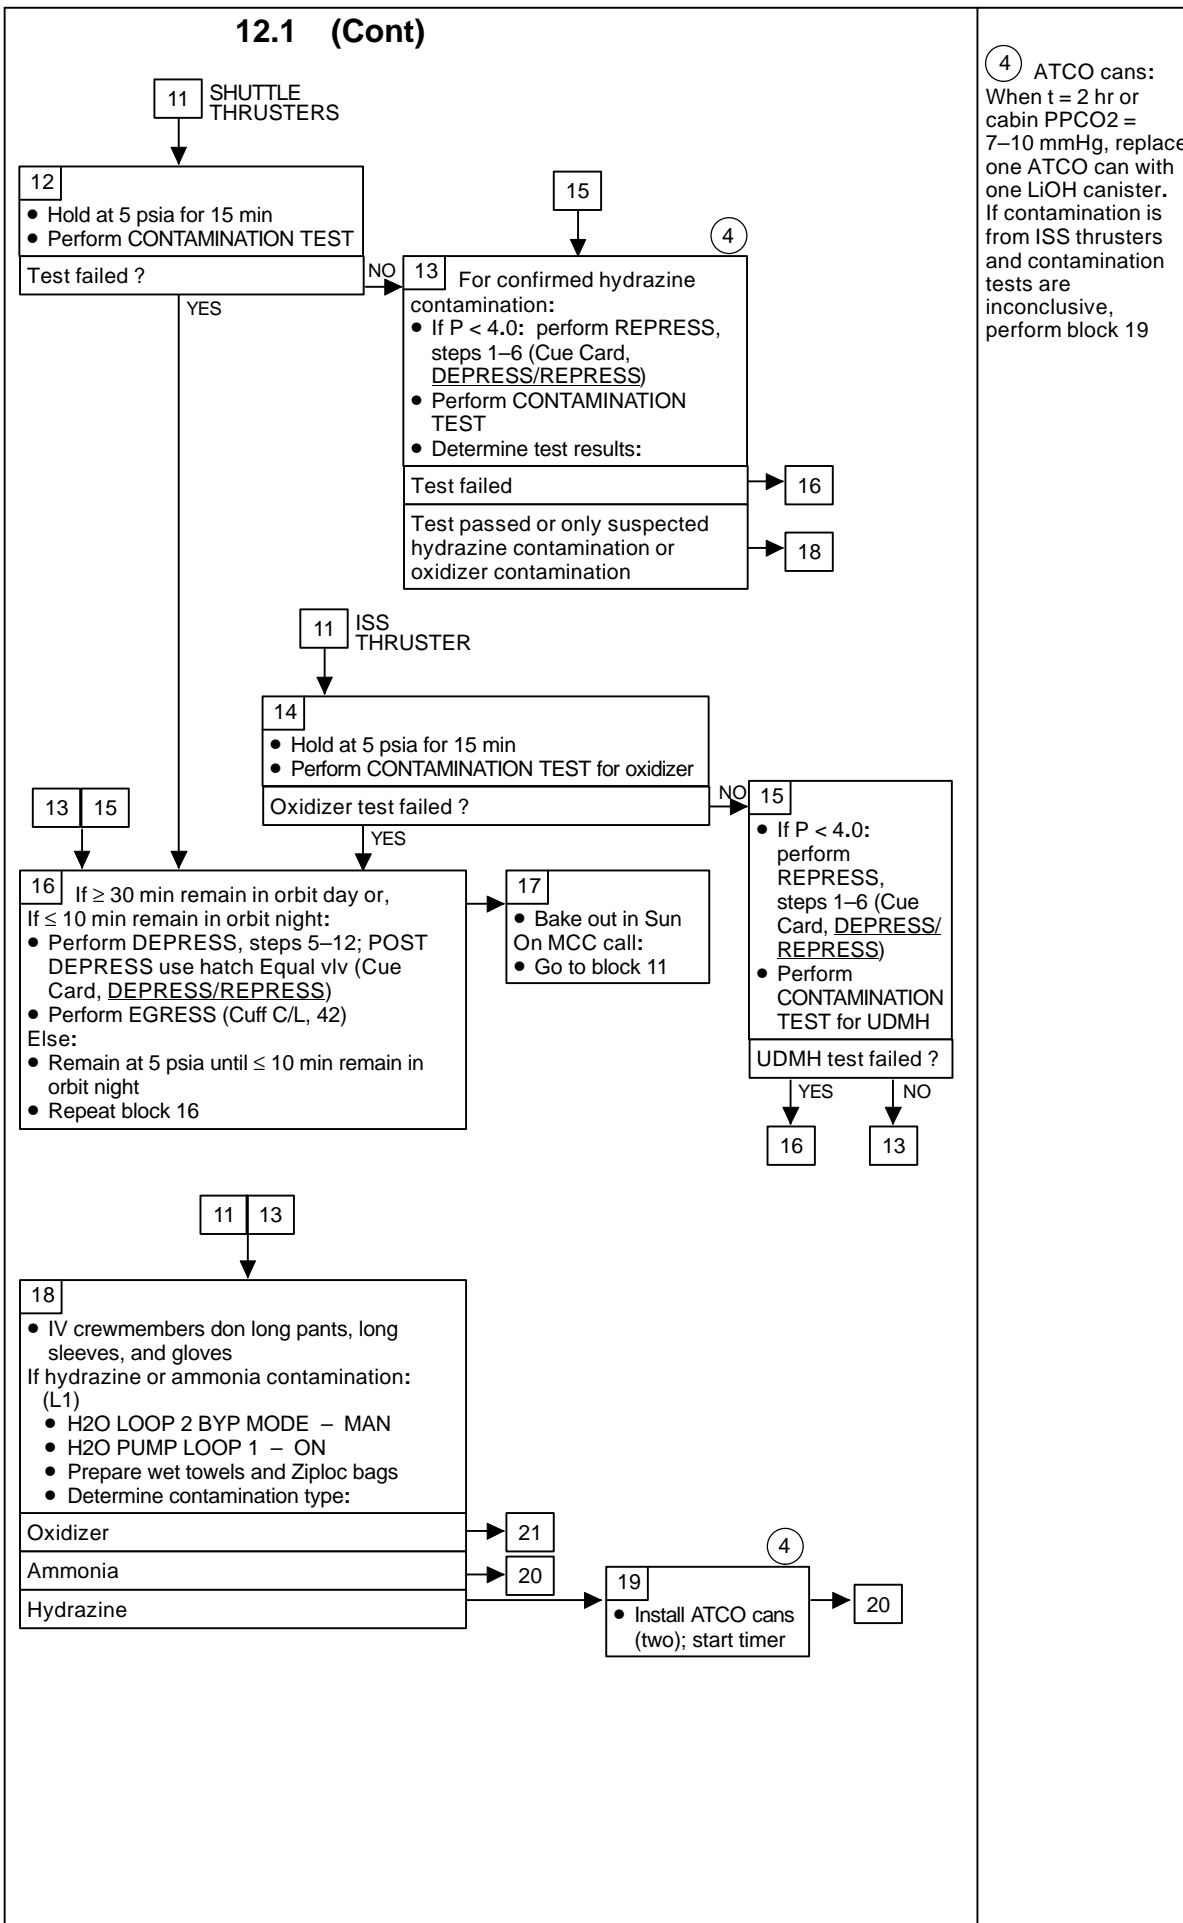 12.1 (Cont)
11
SHUTTLE
THRUSTERS
12
● Hold at 5 psia for 15 min
● Perform CONTAMINATION TEST
Test failed ?
NO
YES
15
4
13 For confirmed hydrazine
contamination:
● If P < 4.0: perform REPRESS,
steps 1–6 (Cue Card,
DEPRESS/REPRESS)
● Perform CONTAMINATION
TEST
● Determine test results:
Test failed
16
Test passed or only suspected
hydrazine contamination or
oxidizer contamination
18
11
ISS
THRUSTER
14
● Hold at 5 psia for 15 min
● Perform CONTAMINATION TEST for oxidizer
Oxidizer test failed ?
NO
YES
15
● If P < 4.0:
perform
REPRESS,
steps 1–6 (Cue
Card, DEPRESS/
REPRESS)
● Perform
CONTAMINATION
TEST for UDMH
UDMH test failed ?
YES
NO
16
13
13 15
16 If ≥ 30 min remain in orbit day or,
If ≤ 10 min remain in orbit night:
● Perform DEPRESS, steps 5–12; POST
DEPRESS use hatch Equal vlv (Cue
Card, DEPRESS/REPRESS)
● Perform EGRESS (Cuff C/L, 42)
Else:
● Remain at 5 psia until ≤ 10 min remain in
orbit night
● Repeat block 16
17
● Bake out in Sun
On MCC call:
● Go to block 11
11 13
18
● IV crewmembers don long pants, long
sleeves, and gloves
If hydrazine or ammonia contamination:
(L1)
● H2O LOOP 2 BYP MODE – MAN
● H2O PUMP LOOP 1 – ON
● Prepare wet towels and Ziploc bags
● Determine contamination type:
Oxidizer
21
Ammonia
20
Hydrazine
4
19
● Install ATCO cans
(two); start timer
20
4 ATCO cans:
When t = 2 hr or
cabin PPCO2 =
7–10 mmHg, replace
one ATCO can with
one LiOH canister.
If contamination is
from ISS thrusters
and contamination
tests are
inconclusive,
perform block 19